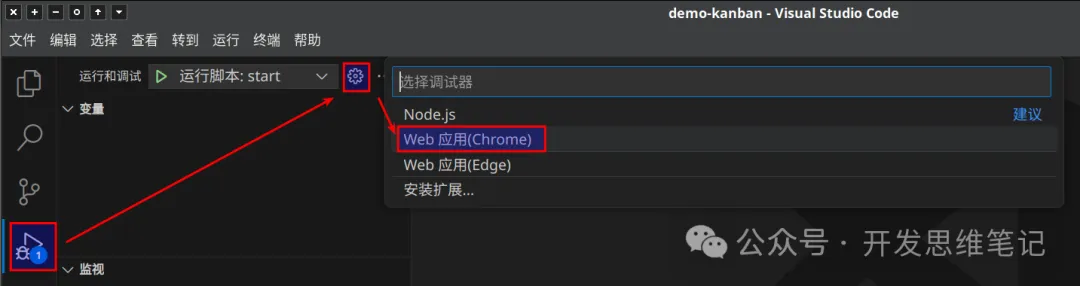 demo-kanban - Visual Studio Code
文件 编辑 选择 查看 转到 运行 终端 帮助
运行和调试 运行脚本: start
选择调试器
Node.js 建议
Web 应用(Chrome)
Web 应用(Edge)
安装扩展...
变量
1
监视
公众号 · 开发思维笔记